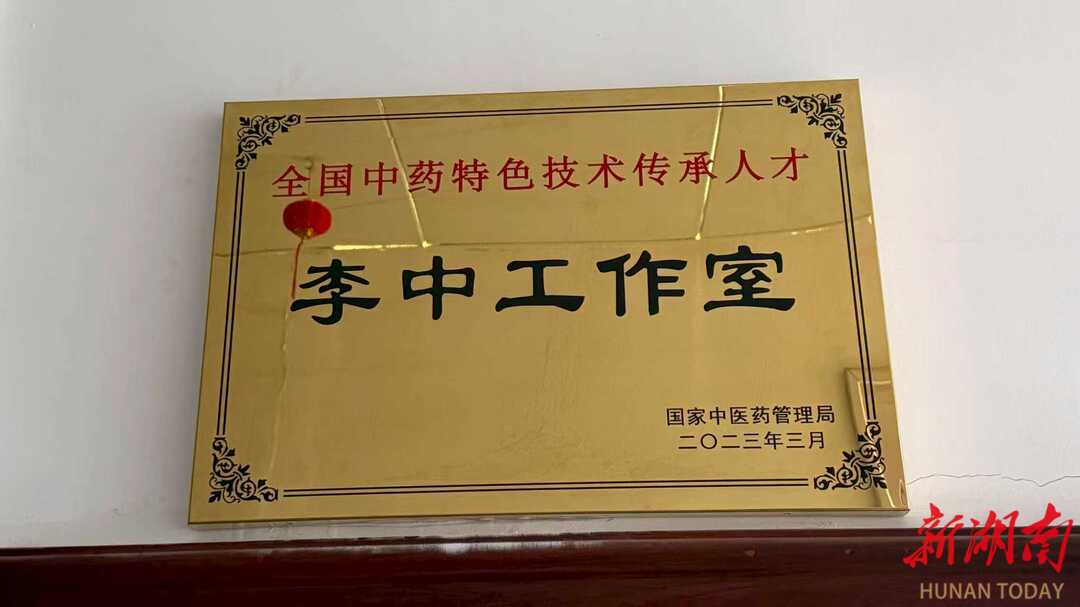 全国中药特色技术传承人才
李中工作室
国家中医药管理局
二〇二三年三月
新湖南
HUNAN TODAY